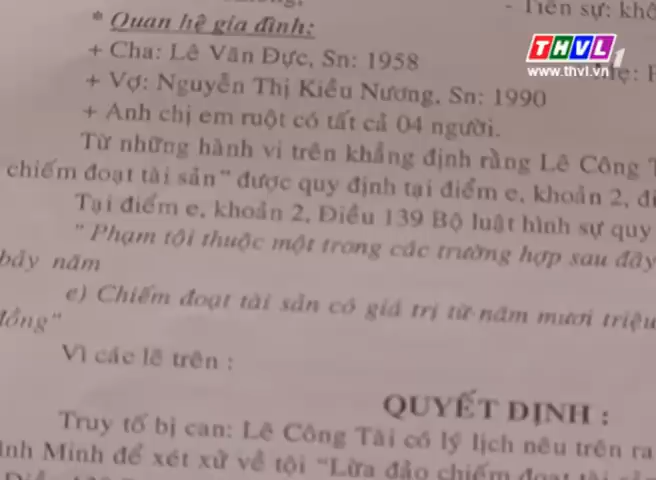 - Tiền sự: khô
* Quan hệ gia đình:
THVL1
www.thvl.vn
+ Cha: Lê Văn Đực, Sn: 1958
Mẹ:
+ Vợ: Nguyễn Thị Kiều Nương, Sn: 1990
+ Anh chị em ruột có tất cả 04 người.
Từ những hành vi trên khẳng định rằng Lê Công T
chiếm đoạt tài sản" được quy định tại điểm e, khoản 2, đi
Tại điểm e, khoản 2, Điều 139 Bộ luật hình sự quy
"Phạm tội thuộc một trong các trường hợp sau đây
bảy năm
e) Chiếm đoạt tài sản có giá trị từ năm mươi triệu
đồng"
Vì các lẽ trên :
QUYẾT ĐỊNH :
Truy tố bị can: Lê Công Tài có lý lịch nêu trên ra
ình Minh để xét xử về tội "Lừa đảo chiếm đoạt tài sả